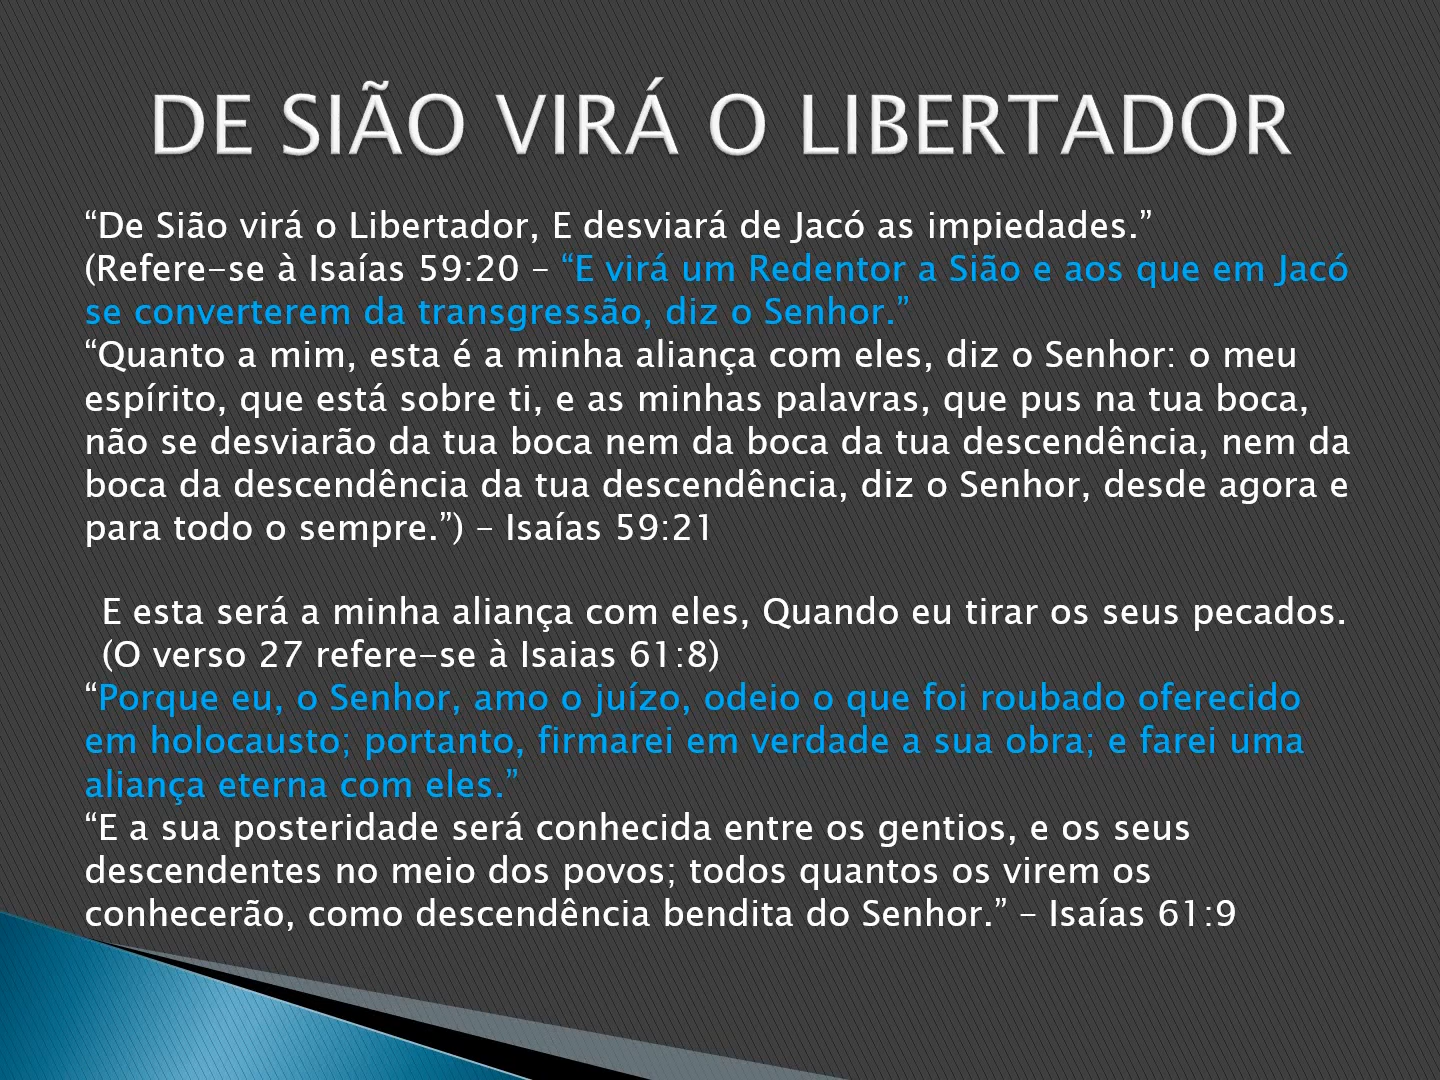 DE SIÃO VIRÁ O LIBERTADOR
“De Sião virá o Libertador, E desviará de Jacó as impiedades.”
(Refere-se à Isaías 59:20 – “E virá um Redentor a Sião e aos que em Jacó
se converterem da transgressão, diz o Senhor.”
“Quanto a mim, esta é a minha aliança com eles, diz o Senhor: o meu
espírito, que está sobre ti, e as minhas palavras, que pus na tua boca,
não se desviarão da tua boca nem da boca da tua descendência, nem da
boca da descendência da tua descendência, diz o Senhor, desde agora e
para todo o sempre.”) – Isaías 59:21
E esta será a minha aliança com eles, Quando eu tirar os seus pecados.
(O verso 27 refere-se à Isaias 61:8)
“Porque eu, o Senhor, amo o juízo, odeio o que foi roubado oferecido
em holocausto; portanto, firmarei em verdade a sua obra; e farei uma
aliança eterna com eles.”
“E a sua posteridade será conhecida entre os gentios, e os seus
descendentes no meio dos povos; todos quantos os virem os
conhecerão, como descendência bendita do Senhor.” – Isaías 61:9